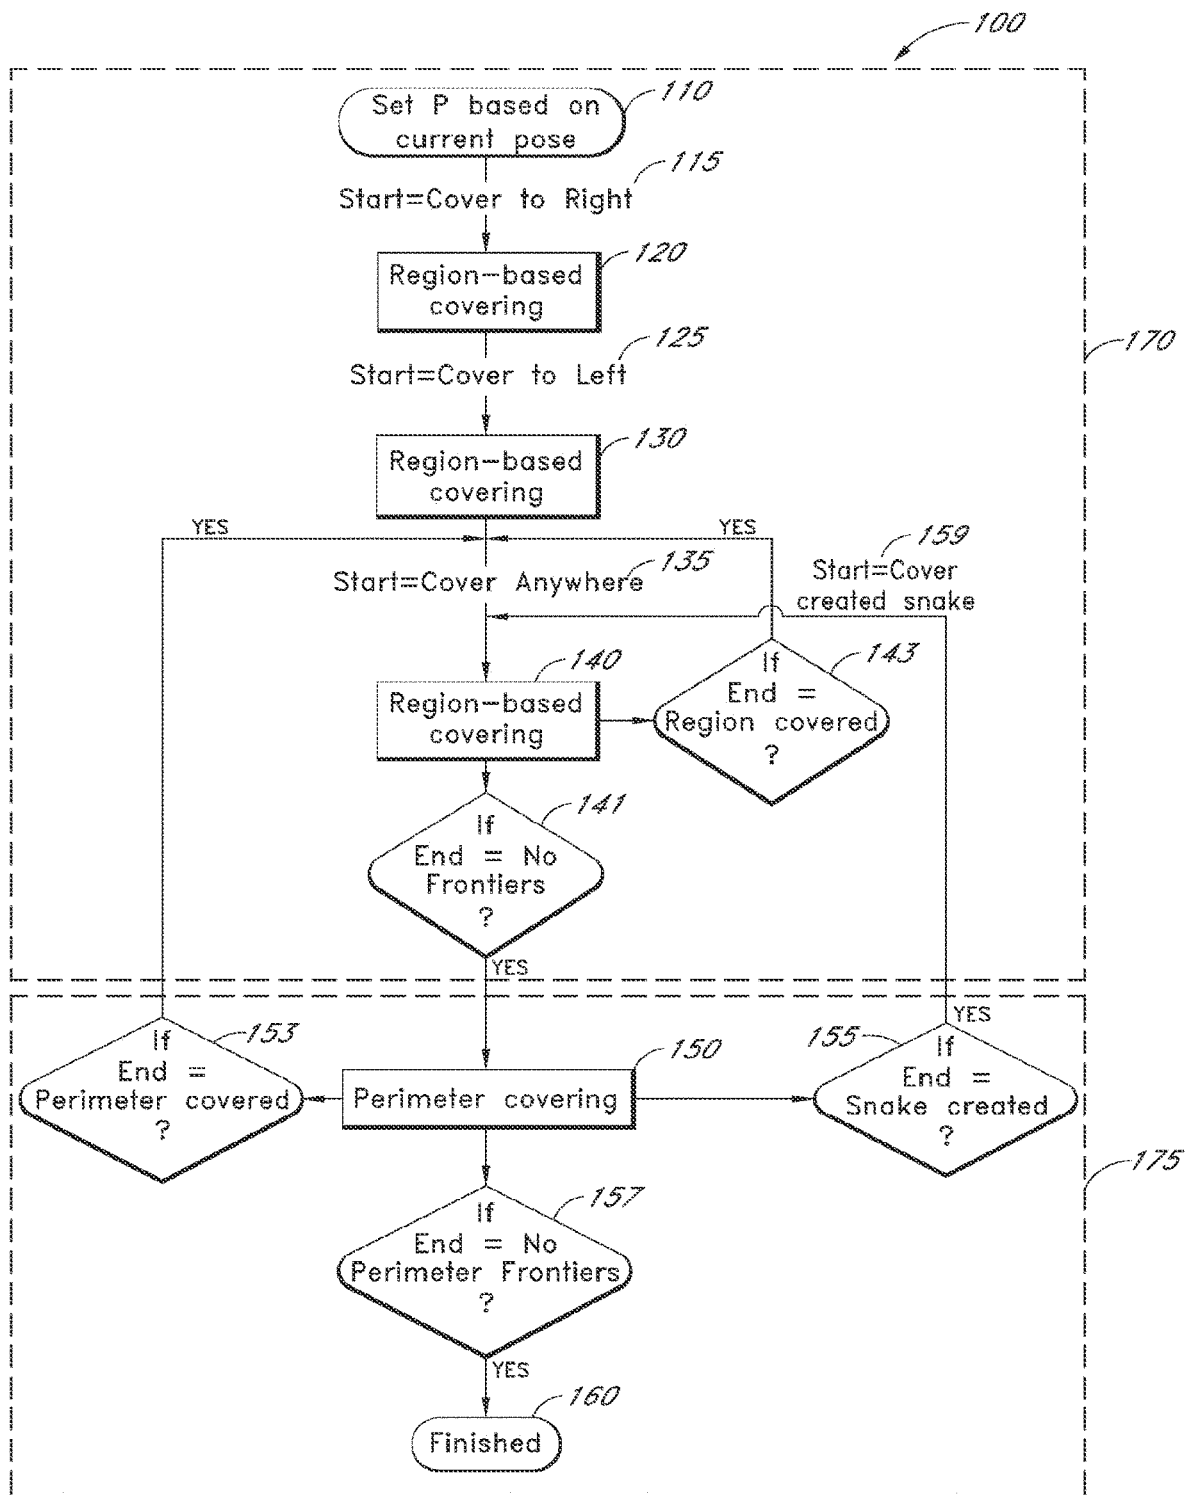 100
Set P based on
current pose
110
115
Start=Cover to Right
120
Region-based
covering
125
Start=Cover to Left
170
130
Region-based
covering
YES
YES
159
Start=Cover
created snake
Start=Cover Anywhere
135
140
Region-based
covering
143
If
End =
Region covered
?
141
If
End = No
Frontiers
?
YES
153
If
End =
Perimeter covered
?
150
Perimeter covering
YES
155
If
End =
Snake created
?
175
157
If
End = No
Perimeter Frontiers
?
YES
160
Finished